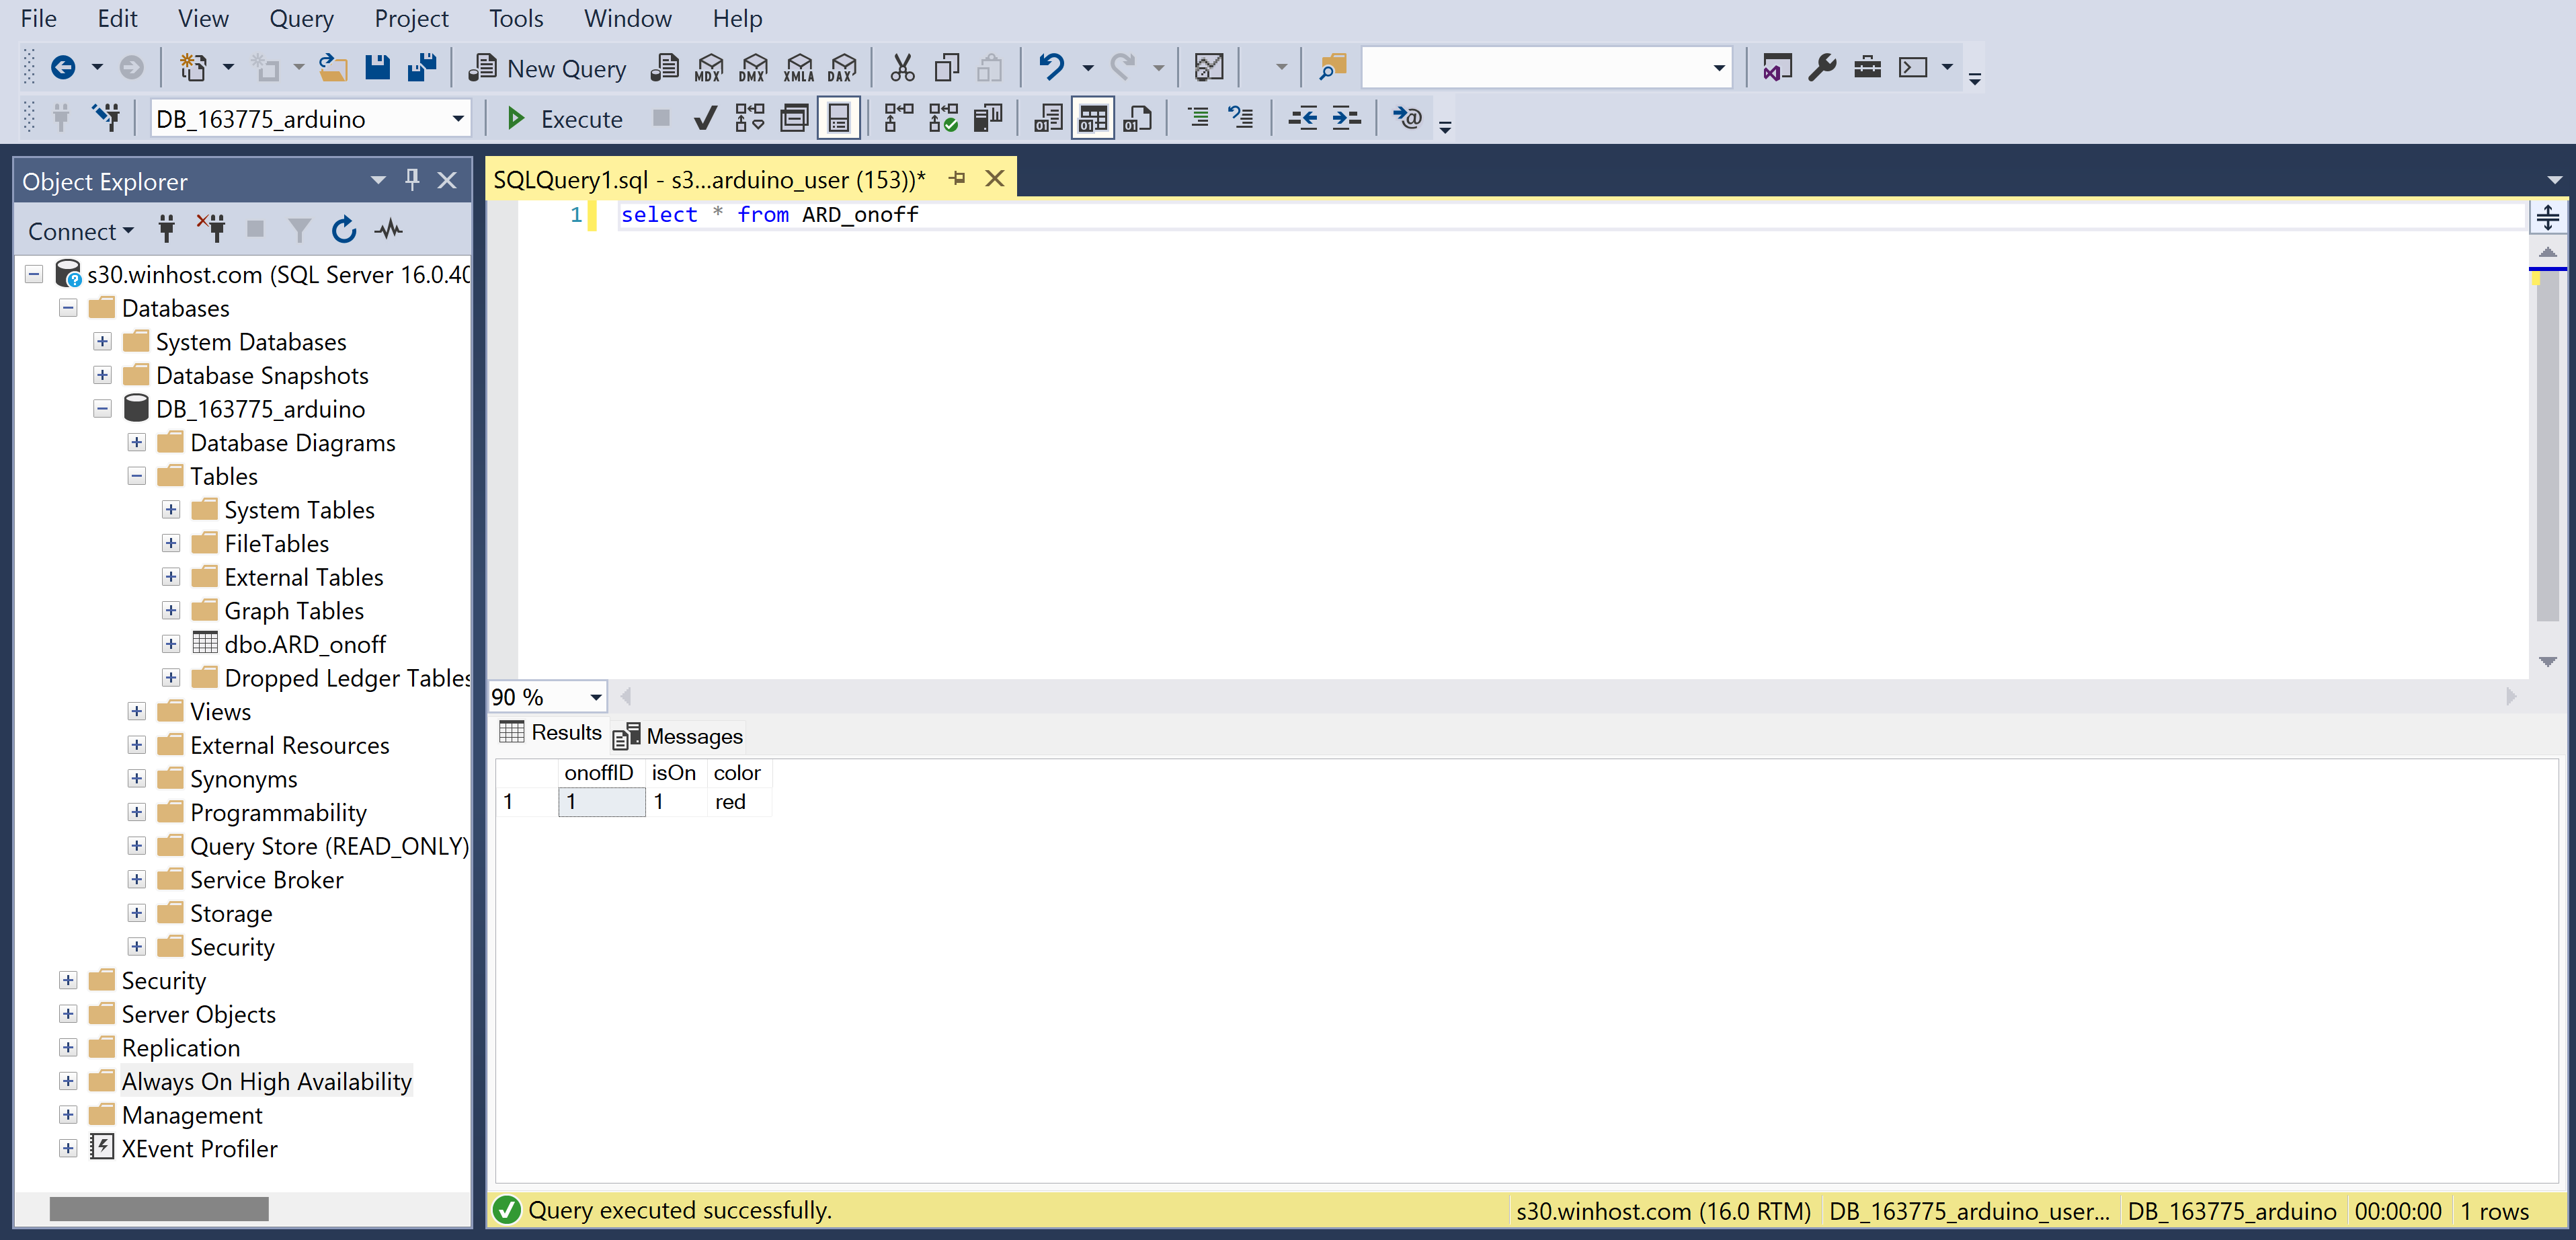 File Edit View Query Project Tools Window Help
New Query MDX DMX XMLA DAX
DB_163775_arduino Execute
Object Explorer
Connect
s30.winhost.com (SQL Server 16.0.40
Databases
System Databases
Database Snapshots
DB_163775_arduino
Database Diagrams
Tables
System Tables
FileTables
External Tables
Graph Tables
dbo.ARD_onoff
Dropped Ledger Tables
Views
External Resources
Synonyms
Programmability
Query Store (READ_ONLY)
Service Broker
Storage
Security
Security
Server Objects
Replication
Always On High Availability
Management
XEvent Profiler
SQLQuery1.sql - s3...arduino_user (153))*
1 select * from ARD_onoff
90 %
Results Messages
onoffID isOn color
1 1 1 red
Query executed successfully. s30.winhost.com (16.0 RTM) DB_163775_arduino_user... DB_163775_arduino 00:00:00 1 rows